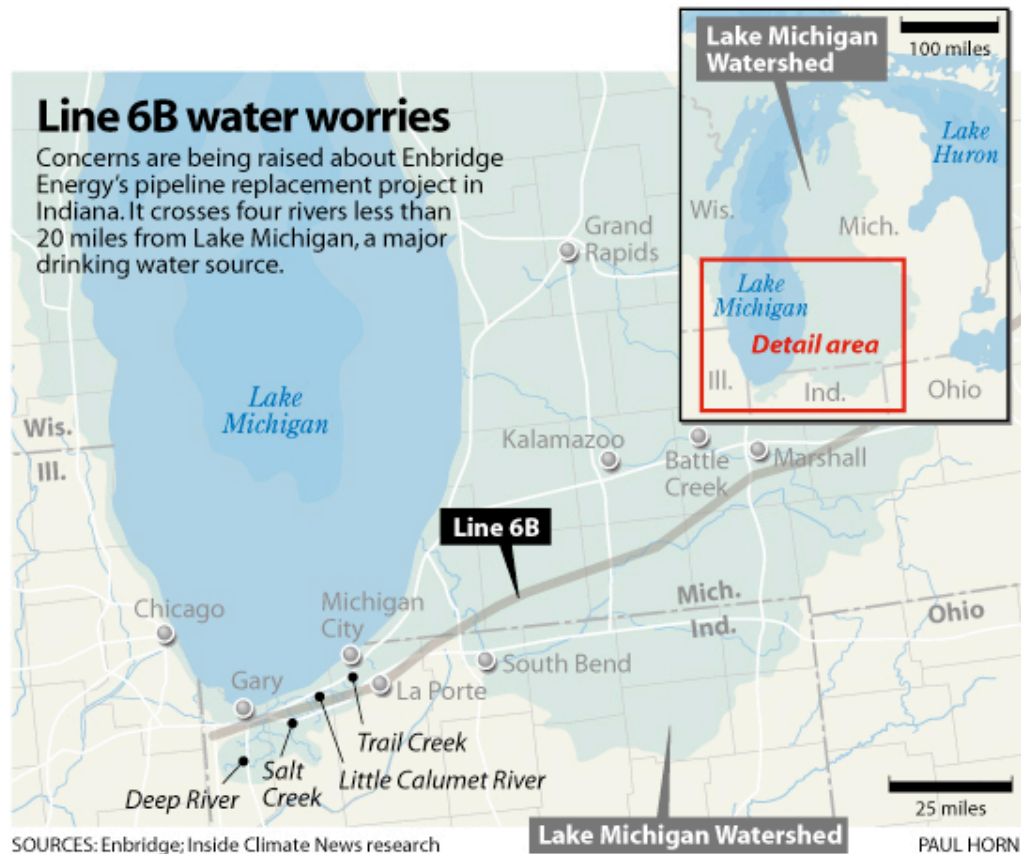 Line 6B water worries
Concerns are being raised about Enbridge
Energy's pipeline replacement project in
Indiana. It crosses four rivers less than
20 miles from Lake Michigan, a major
drinking water source.
Lake Michigan
Watershed
100 miles
Lake
Huron
Wis.
Mich.
Lake
Michigan
Detail area
Ill.
Ind.
Ohio
Grand
Rapids
Lake
Michigan
Wis.
Ill.
Kalamazoo
Battle
Creek
Marshall
Line 6B
Chicago
Michigan
City
Mich.
Ind.
Ohio
South Bend
Gary
La Porte
Trail Creek
Little Calumet River
Salt
Creek
Deep River
25 miles
Lake Michigan Watershed
SOURCES: Enbridge; Inside Climate News research
PAUL HORN